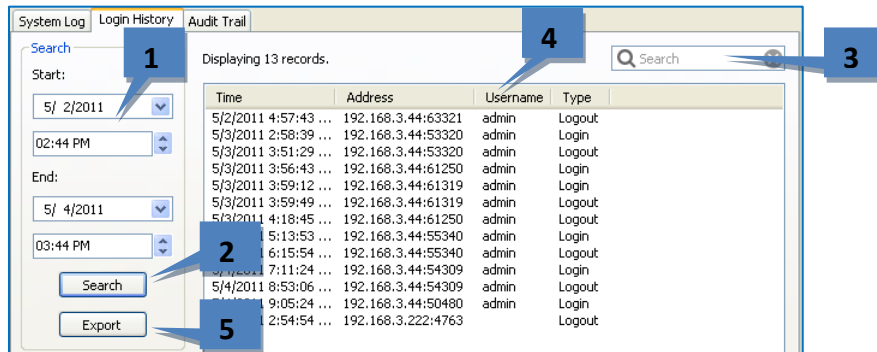 System Log Login History Audit Trail
Search
Start:
5/ 2/2011
02:44 PM
End:
5/ 4/2011
03:44 PM
Search
Export
1
2
5
4
3
Displaying 13 records.
Search
Time Address Username Type
5/2/2011 4:57:43 ... 192.168.3.44:63321 admin Logout
5/3/2011 2:58:39 ... 192.168.3.44:53320 admin Login
5/3/2011 3:51:29 ... 192.168.3.44:53320 admin Logout
5/3/2011 3:56:43 ... 192.168.3.44:61250 admin Login
5/3/2011 3:59:12 ... 192.168.3.44:61319 admin Login
5/3/2011 3:59:49 ... 192.168.3.44:61319 admin Logout
5/3/2011 4:18:45 ... 192.168.3.44:61250 admin Logout
5:13:53 ... 192.168.3.44:55340 admin Login
6:15:54 ... 192.168.3.44:55340 admin Logout
7:11:24 ... 192.168.3.44:54309 admin Login
5/4/2011 8:53:06 ... 192.168.3.44:54309 admin Logout
9:05:24 ... 192.168.3.44:50480 admin Login
2:54:54 ... 192.168.3.222:4763 Logout